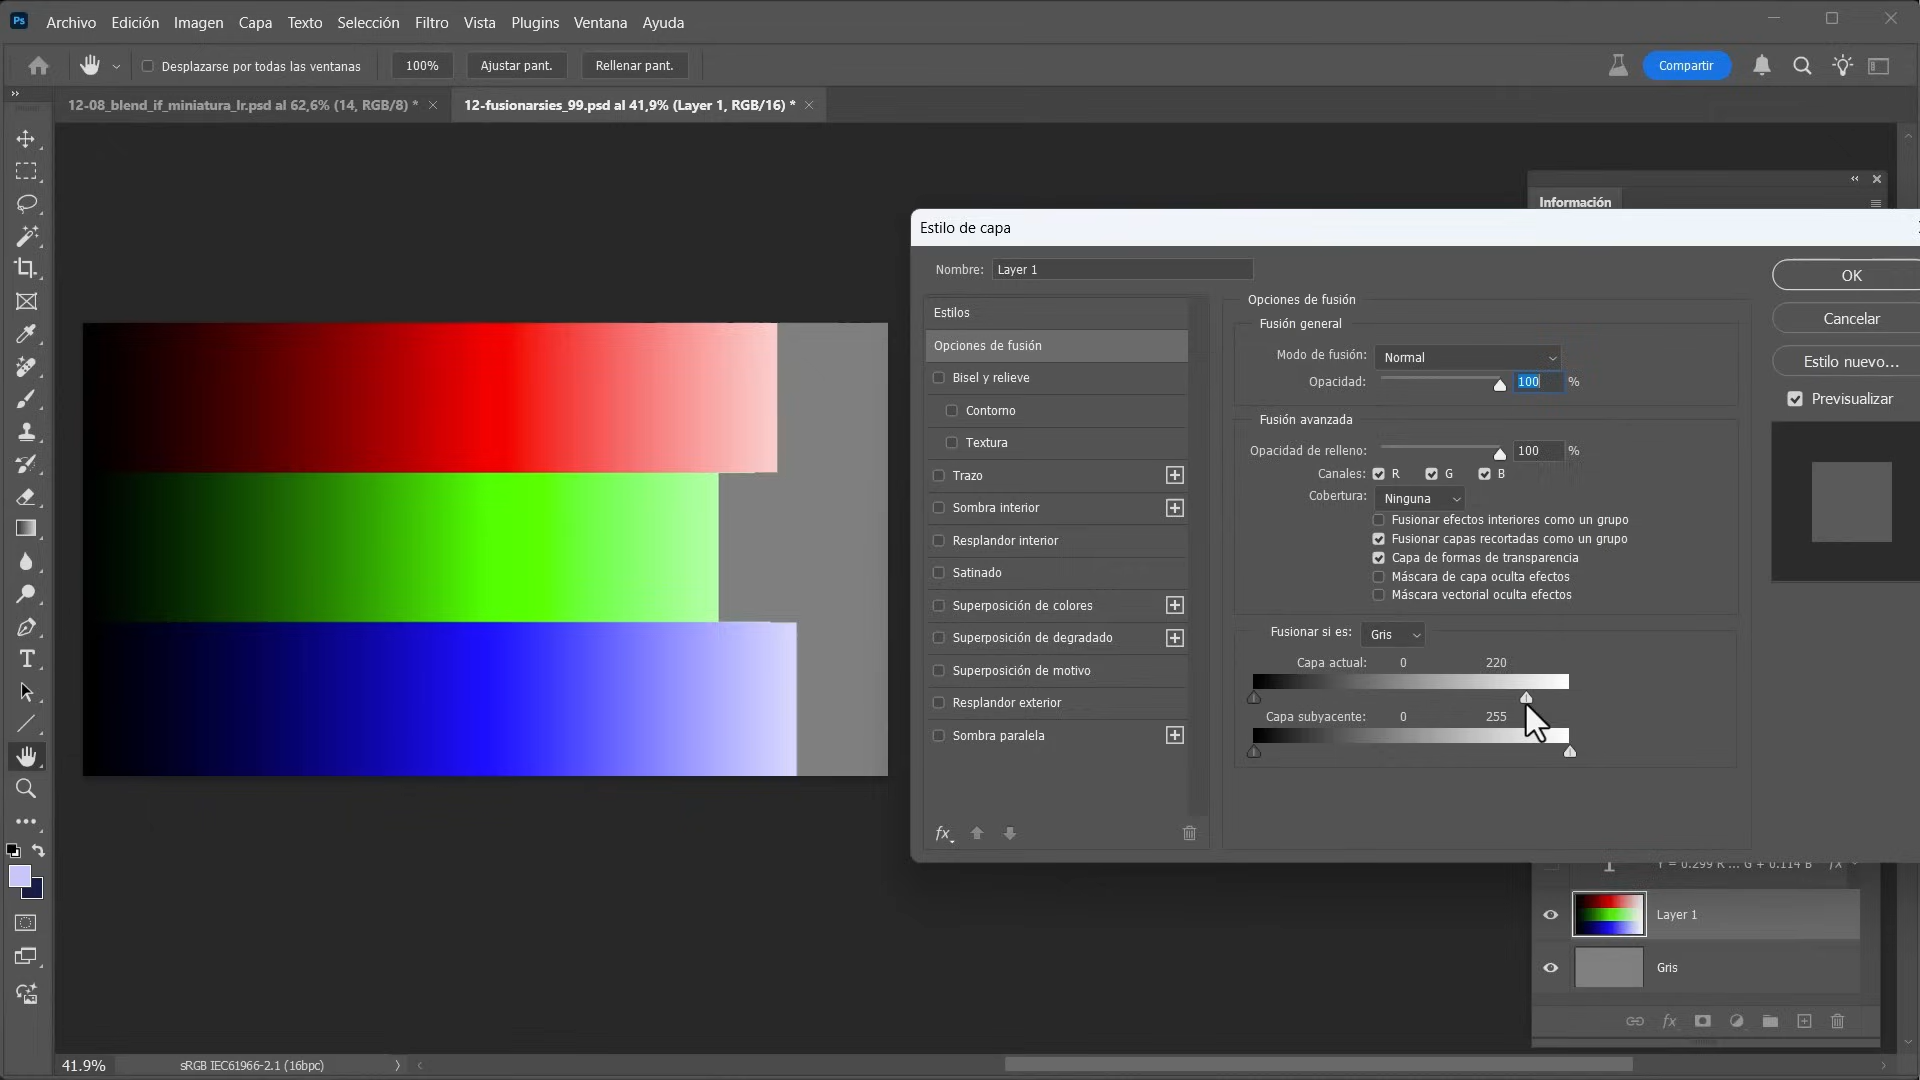 Ps Archivo Edición Imagen Capa Texto Selección Filtro Vista Plugins Ventana Ayuda
Desplazarse por todas las ventanas 100% Ajustar pant. Rellenar pant. Compartir
12-08_blend_if_miniatura_lr.psd al 62,6% (14, RGB/8) * 12-fusionarsies_99.psd al 41,9% (Layer 1, RGB/16) *
Información
Estilo de capa
Nombre: Layer 1
OK
Cancelar
Estilo nuevo...
Previsualizar
Estilos
Opciones de fusión
Bisel y relieve
Contorno
Textura
Trazo
Sombra interior
Resplandor interior
Satinado
Superposición de colores
Superposición de degradado
Superposición de motivo
Resplandor exterior
Sombra paralela
fx
Opciones de fusión
Fusión general
Modo de fusión: Normal
Opacidad: 100 %
Fusión avanzada
Opacidad de relleno: 100 %
Canales: R G B
Cobertura: Ninguna
Fusionar efectos interiores como un grupo
Fusionar capas recortadas como un grupo
Capa de formas de transparencia
Máscara de capa oculta efectos
Máscara vectorial oculta efectos
Fusionar si es: Gris
Capa actual: 0 220
Capa subyacente: 0 255
T Y = 0.299 R ... G + 0.114 B fx
Layer 1
Gris
fx
41.9% sRGB IEC61966-2.1 (16bpc)